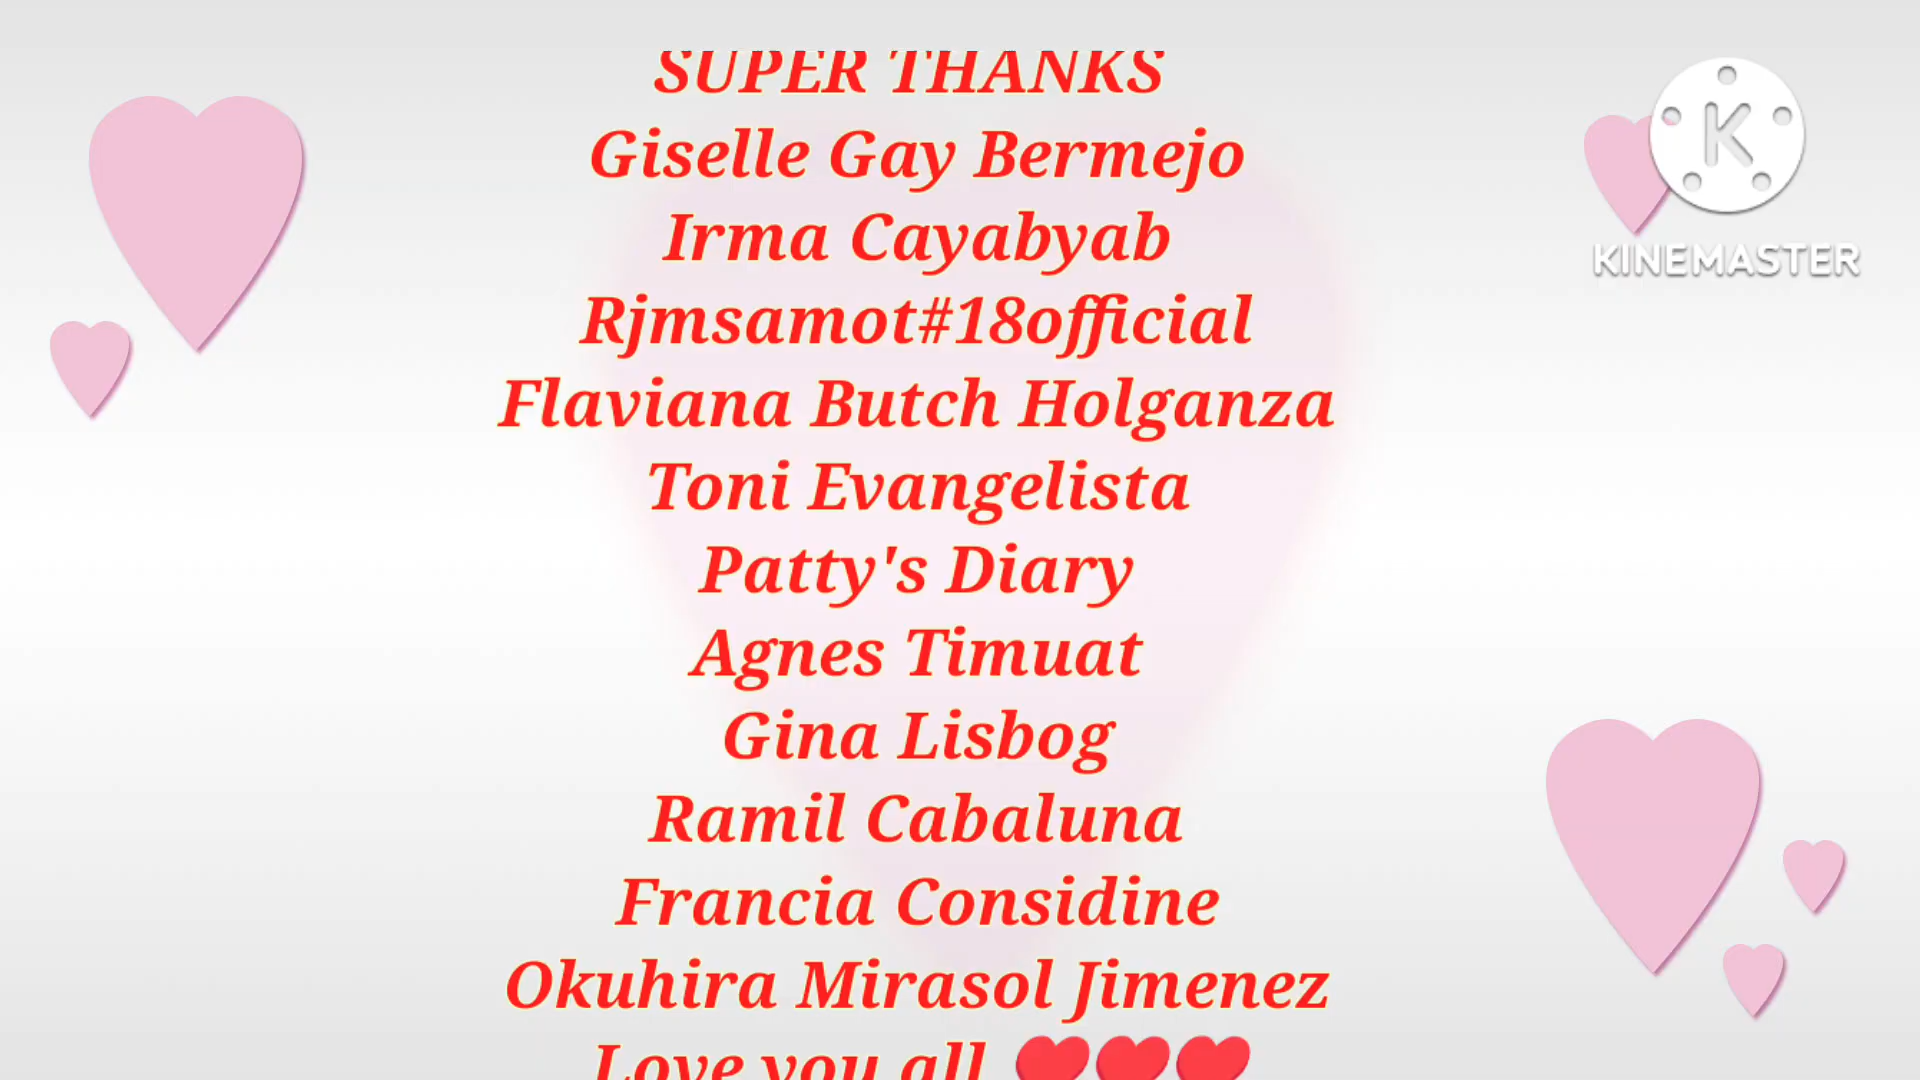 SUPER THANKS
Giselle Gay Bermejo
Irma Cayabyab
Rjmsamot#18official
Flaviana Butch Holganza
Toni Evangelista
Patty's Diary
Agnes Timuat
Gina Lisbog
Ramil Cabaluna
Francia Considine
Okuhira Mirasol Jimenez
Love you all ❤❤❤
K
KINEMASTER